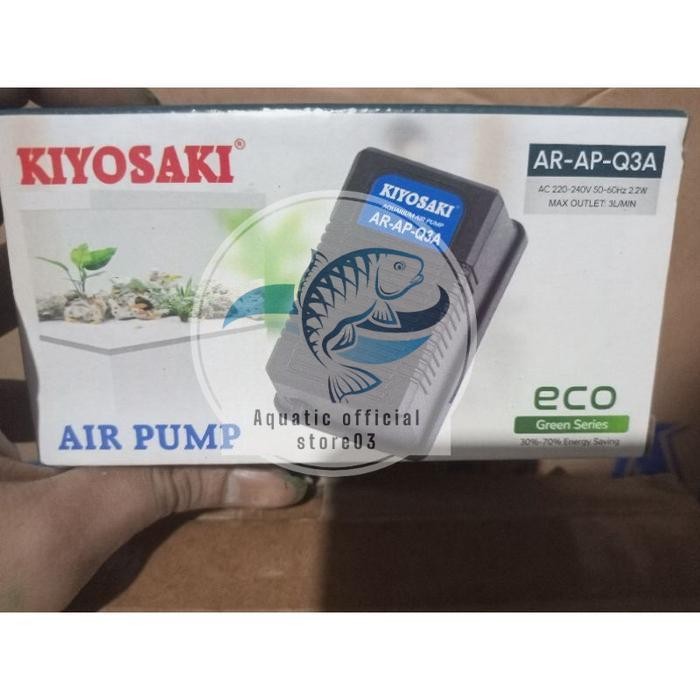 KIYOSAKI®
AR-AP-Q3A
AC 220-240V 50-60Hz 2.2W
MAX OUTLET: 3L/MIN
KIYOSAKI
AQUARIUM AIR PUMP
AR-AP-Q3A
Aquatic official
store03
AIR PUMP
eco
Green Series
30%-70% Energy Saving